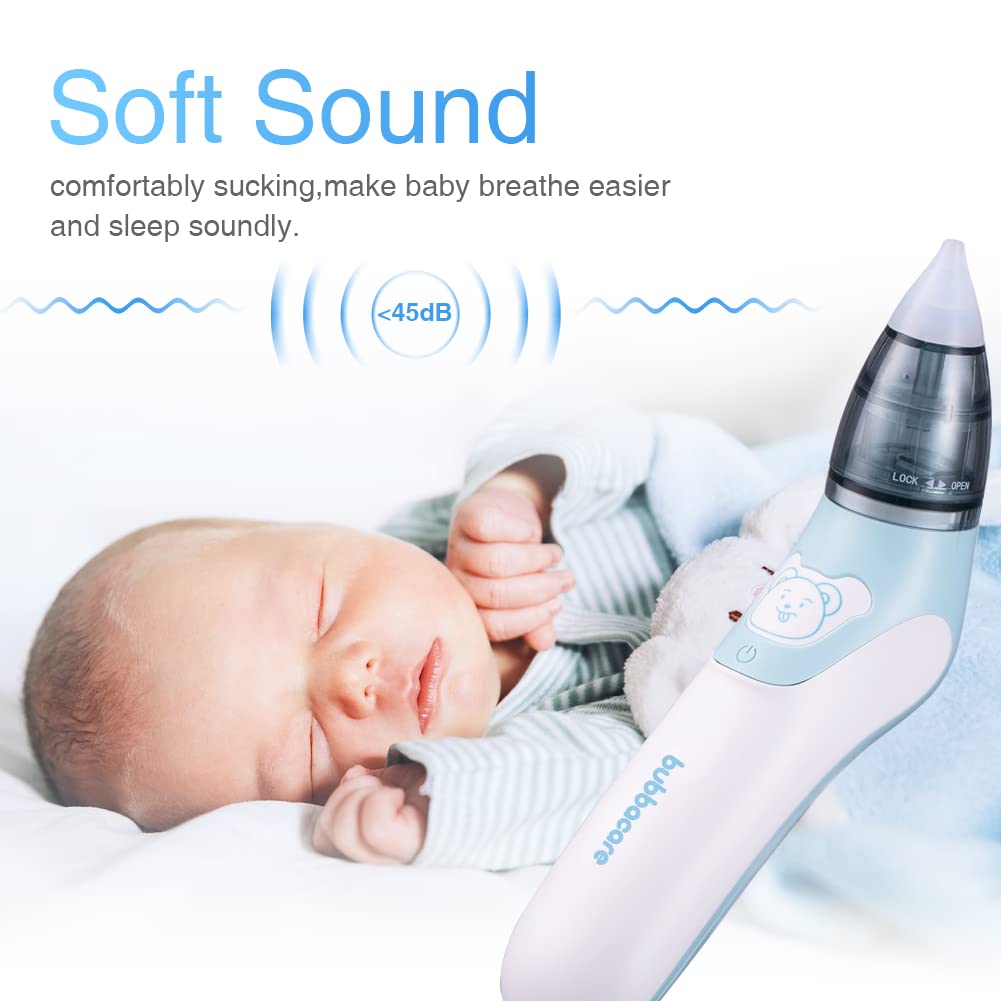 Soft Sound
comfortably sucking,make baby breathe easier
and sleep soundly.
<45dB
LOCK ◀ ▶ OPEN
bubbacare